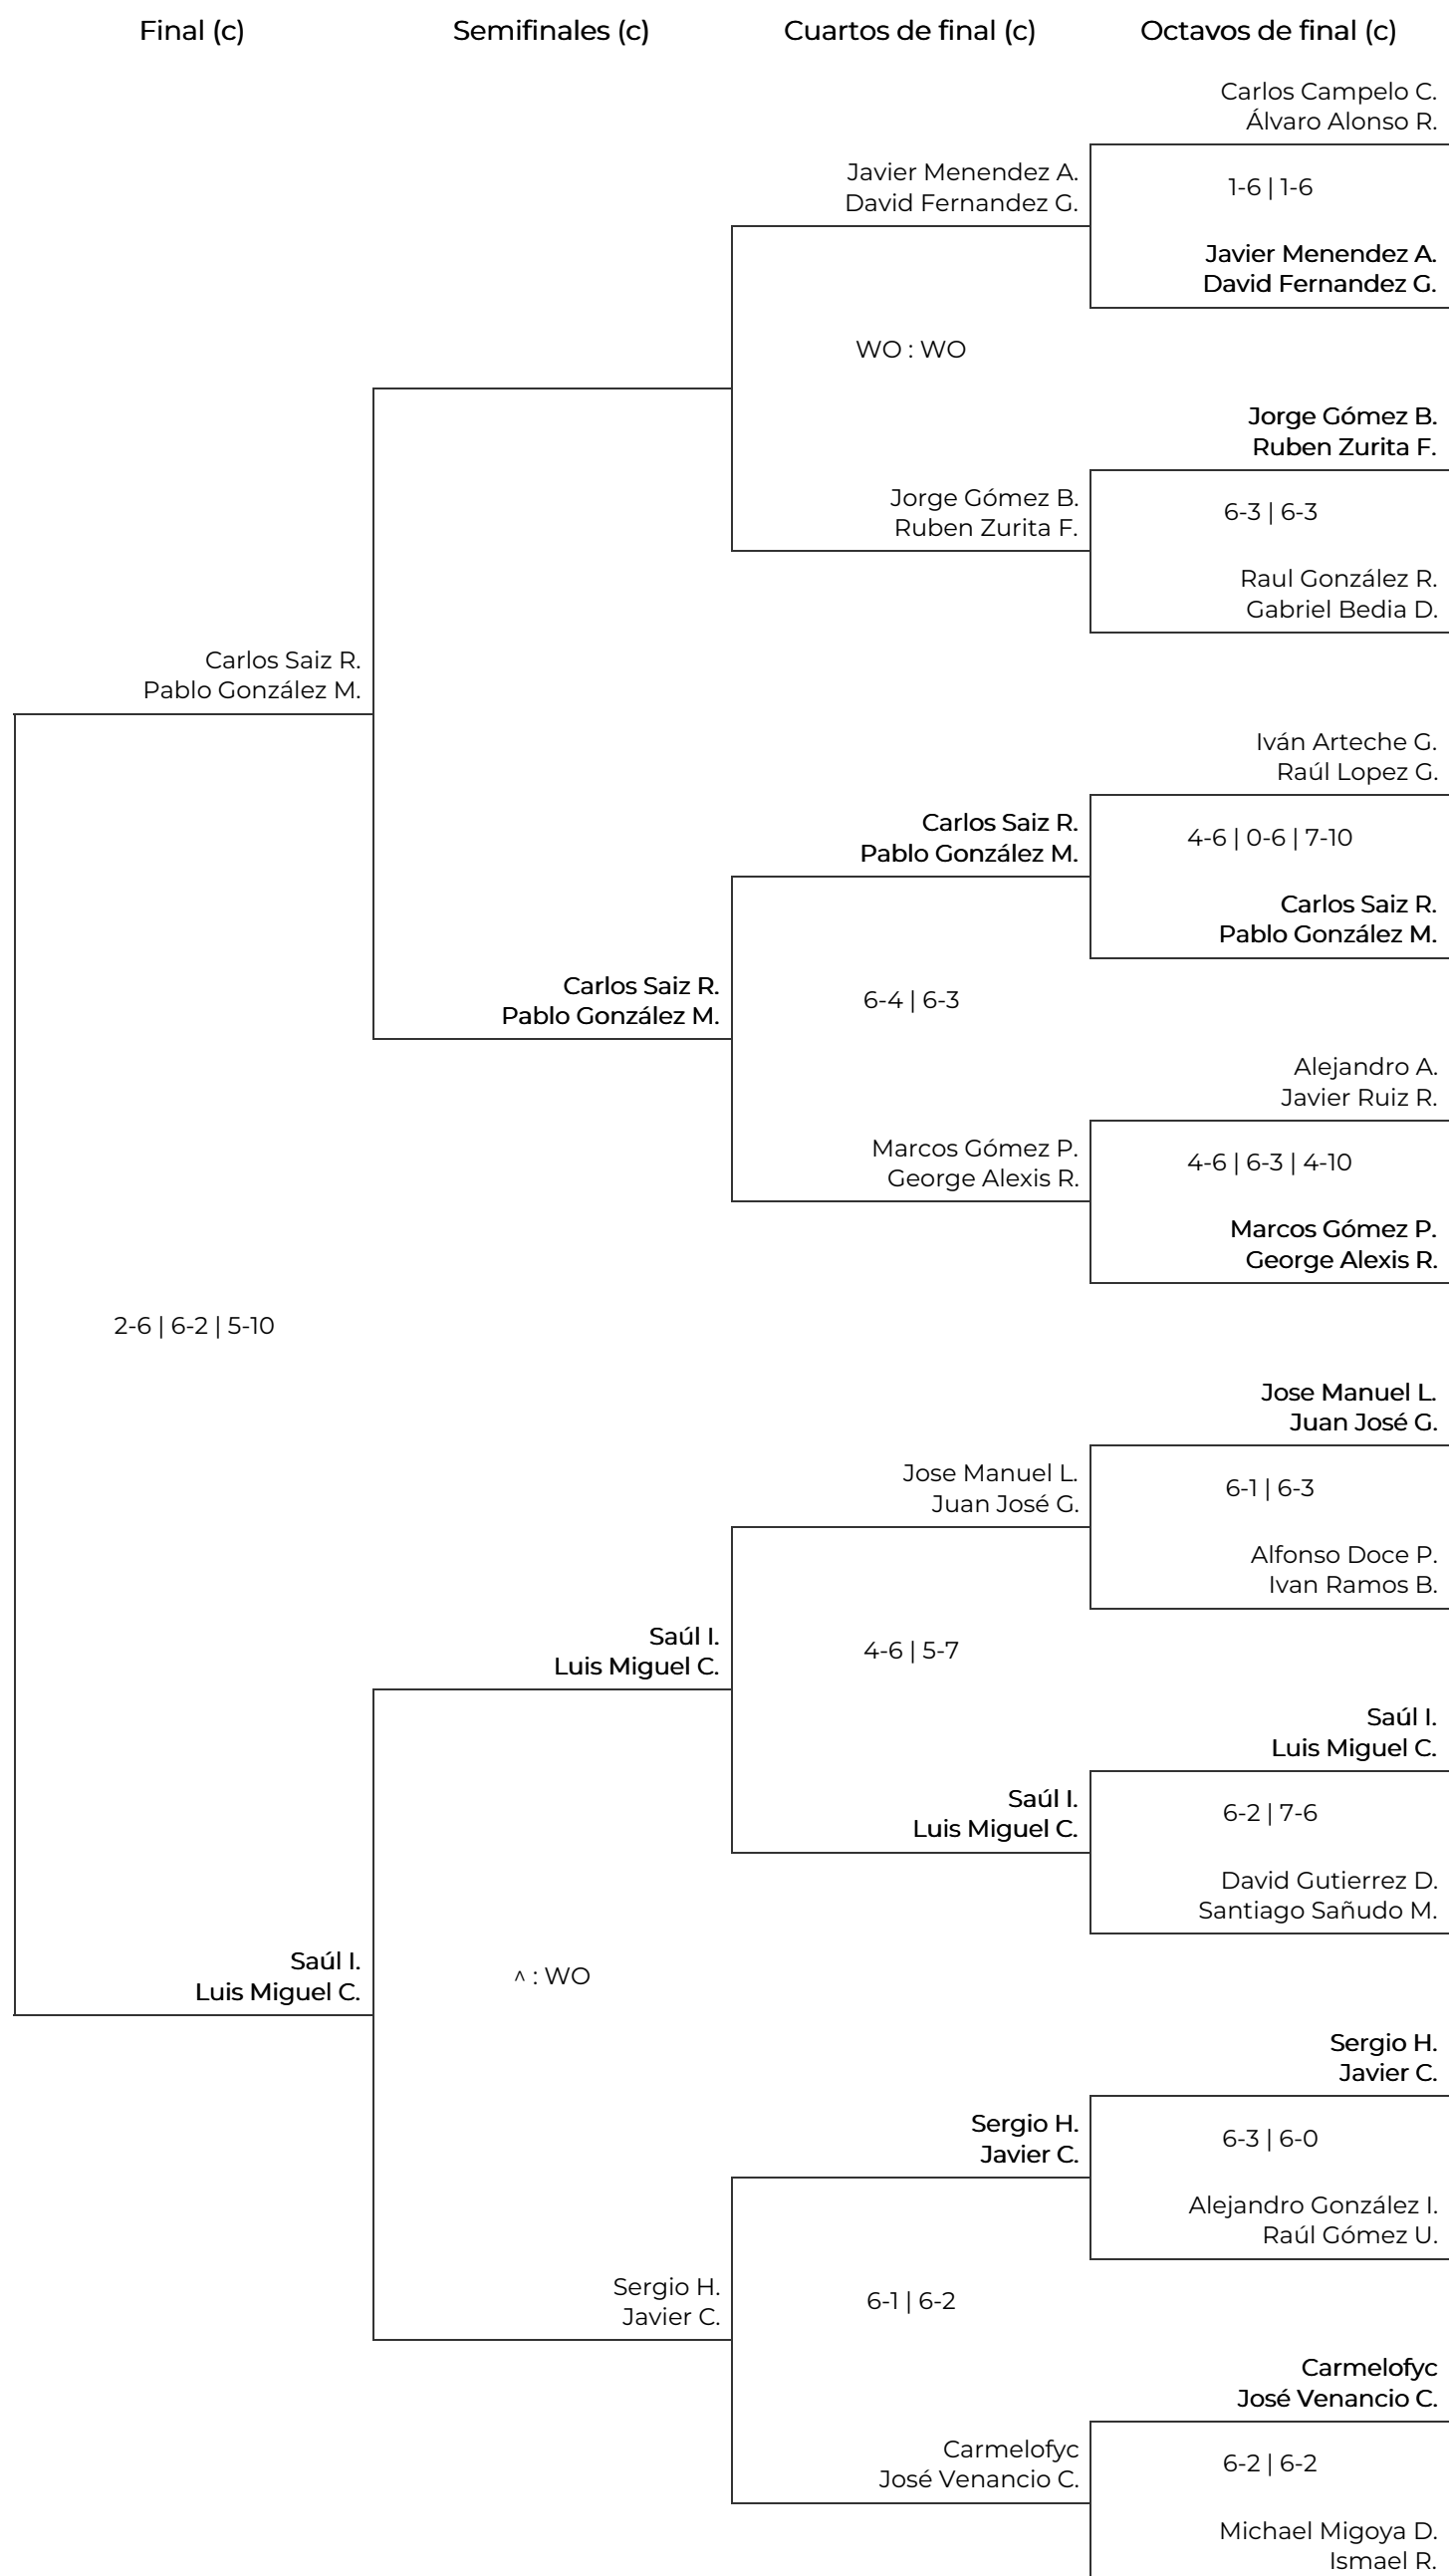 Final (c)
Semifinales (c)
Cuartos de final (c)
Octavos de final (c)
Carlos Campelo C.
Álvaro Alonso R.
Javier Menendez A.
David Fernandez G.
1-6 | 1-6
Javier Menendez A.
David Fernandez G.
WO : WO
Jorge Gómez B.
Ruben Zurita F.
Jorge Gómez B.
Ruben Zurita F.
6-3 | 6-3
Raul González R.
Gabriel Bedia D.
Carlos Saiz R.
Pablo González M.
Iván Arteche G.
Raúl Lopez G.
Carlos Saiz R.
Pablo González M.
4-6 | 0-6 | 7-10
Carlos Saiz R.
Pablo González M.
Carlos Saiz R.
Pablo González M.
6-4 | 6-3
Alejandro A.
Javier Ruiz R.
Marcos Gómez P.
George Alexis R.
4-6 | 6-3 | 4-10
Marcos Gómez P.
George Alexis R.
2-6 | 6-2 | 5-10
Jose Manuel L.
Juan José G.
Jose Manuel L.
Juan José G.
6-1 | 6-3
Alfonso Doce P.
Ivan Ramos B.
Saúl I.
Luis Miguel C.
4-6 | 5-7
Saúl I.
Luis Miguel C.
Saúl I.
Luis Miguel C.
6-2 | 7-6
David Gutierrez D.
Santiago Sañudo M.
Saúl I.
Luis Miguel C.
^ : WO
Sergio H.
Javier C.
Sergio H.
Javier C.
6-3 | 6-0
Alejandro González I.
Raúl Gómez U.
Sergio H.
Javier C.
6-1 | 6-2
Carmelofyc
José Venancio C.
Carmelofyc
José Venancio C.
6-2 | 6-2
Michael Migoya D.
Ismael R.